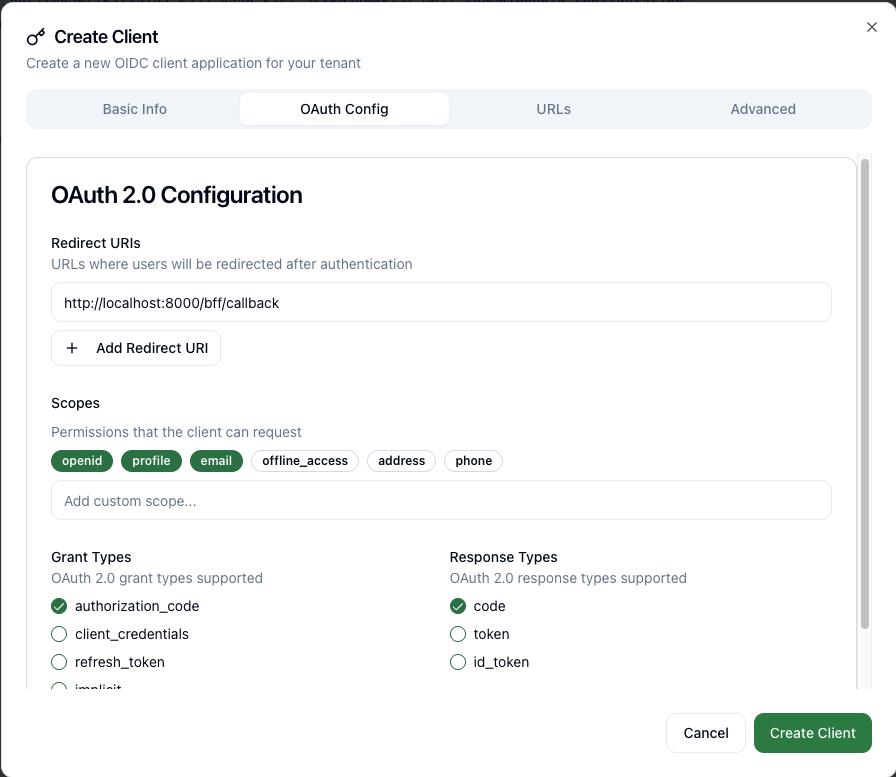 Create Client
Create a new OIDC client application for your tenant
Basic Info
OAuth Config
URLs
Advanced
OAuth 2.0 Configuration
Redirect URIs
URLs where users will be redirected after authentication
http://localhost:8000/bff/callback
+ Add Redirect URI
Scopes
Permissions that the client can request
openid profile email offline_access address phone
Add custom scope...
Grant Types
OAuth 2.0 grant types supported
authorization_code
client_credentials
refresh_token
implicit
Response Types
OAuth 2.0 response types supported
code
token
id_token
Cancel
Create Client